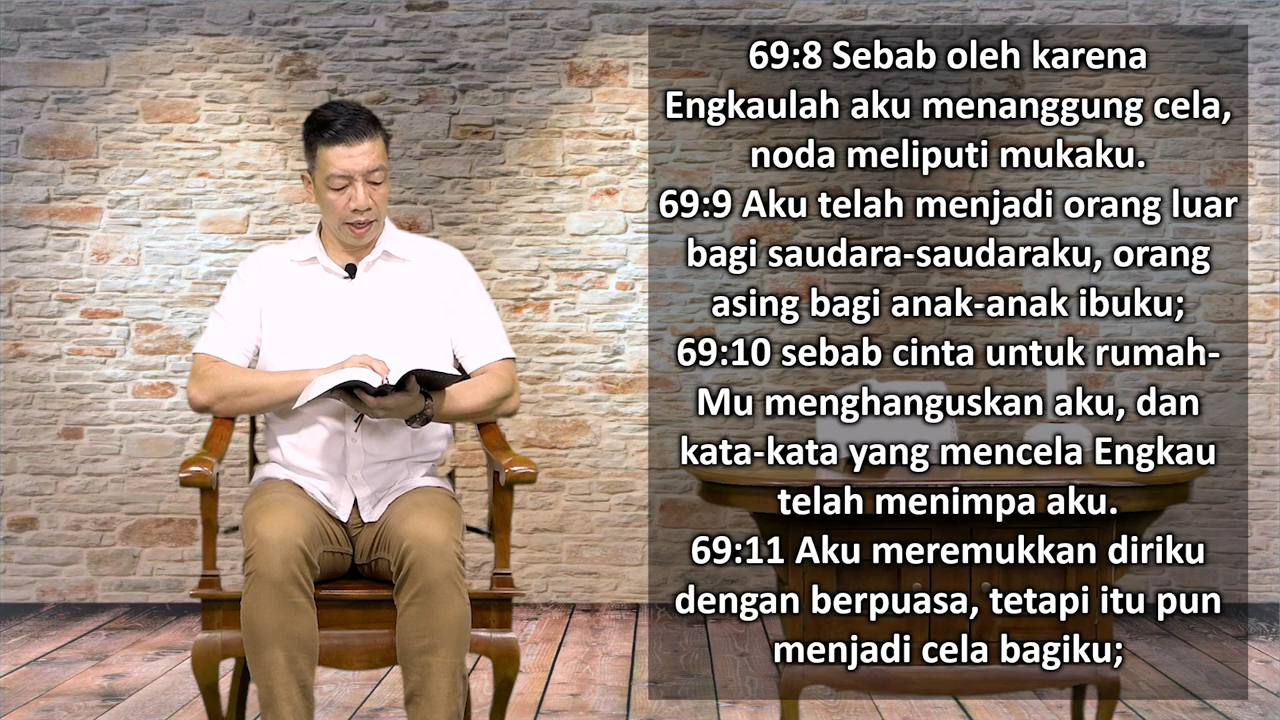 69:8 Sebab oleh karena
Engkaulah aku menanggung cela,
noda meliputi mukaku.
69:9 Aku telah menjadi orang luar
bagi saudara-saudaraku, orang
asing bagi anak-anak ibuku;
69:10 sebab cinta untuk rumah-
Mu menghanguskan aku, dan
kata-kata yang mencela Engkau
telah menimpa aku.
69:11 Aku meremukkan diriku
dengan berpuasa, tetapi itu pun
menjadi cela bagiku;